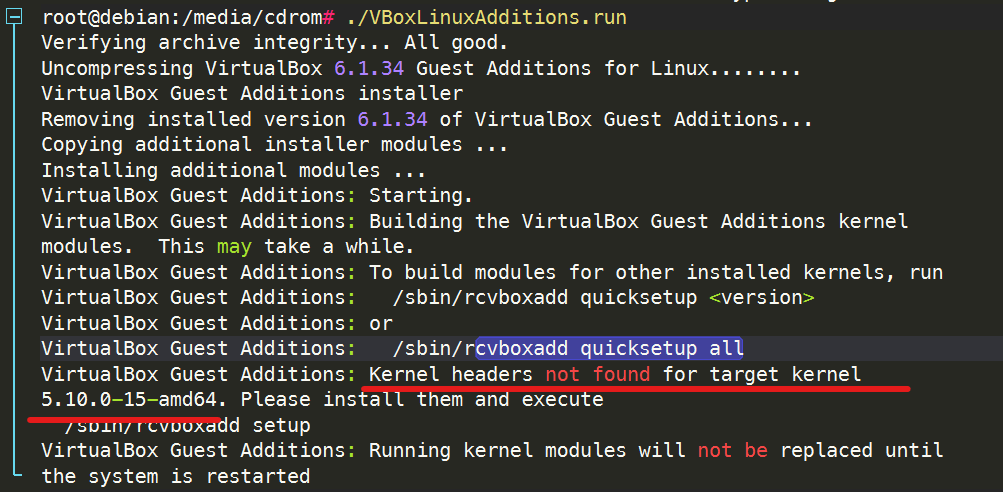 root@debian:/media/cdrom# ./VBoxLinuxAdditions.run
Verifying archive integrity... All good.
Uncompressing VirtualBox 6.1.34 Guest Additions for Linux........
VirtualBox Guest Additions installer
Removing installed version 6.1.34 of VirtualBox Guest Additions...
Copying additional installer modules ...
Installing additional modules ...
VirtualBox Guest Additions: Starting.
VirtualBox Guest Additions: Building the VirtualBox Guest Additions kernel
modules.  This may take a while.
VirtualBox Guest Additions: To build modules for other installed kernels, run
VirtualBox Guest Additions:   /sbin/rcvboxadd quicksetup <version>
VirtualBox Guest Additions: or
VirtualBox Guest Additions:   /sbin/rcvboxadd quicksetup all
VirtualBox Guest Additions: Kernel headers not found for target kernel
5.10.0-15-amd64. Please install them and execute
  /sbin/rcvboxadd setup
VirtualBox Guest Additions: Running kernel modules will not be replaced until
the system is restarted